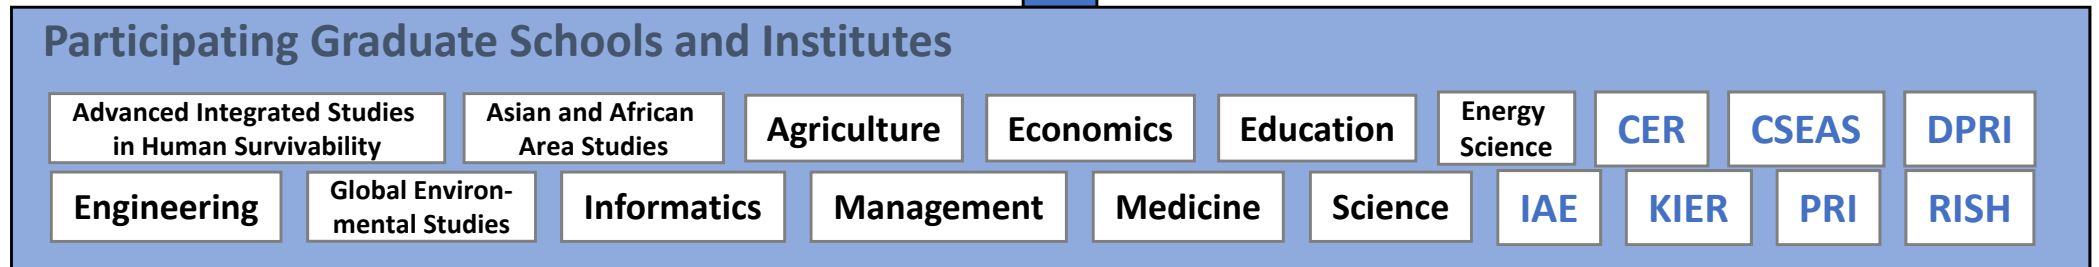 Participating Graduate Schools and Institutes
Advanced Integrated Studies
in Human Survivability
Asian and African
Area Studies
Agriculture
Economics
Education
Energy
Science
CER
CSEAS
DPRI
Engineering
Global Environ-
mental Studies
Informatics
Management
Medicine
Science
IAE
KIER
PRI
RISH